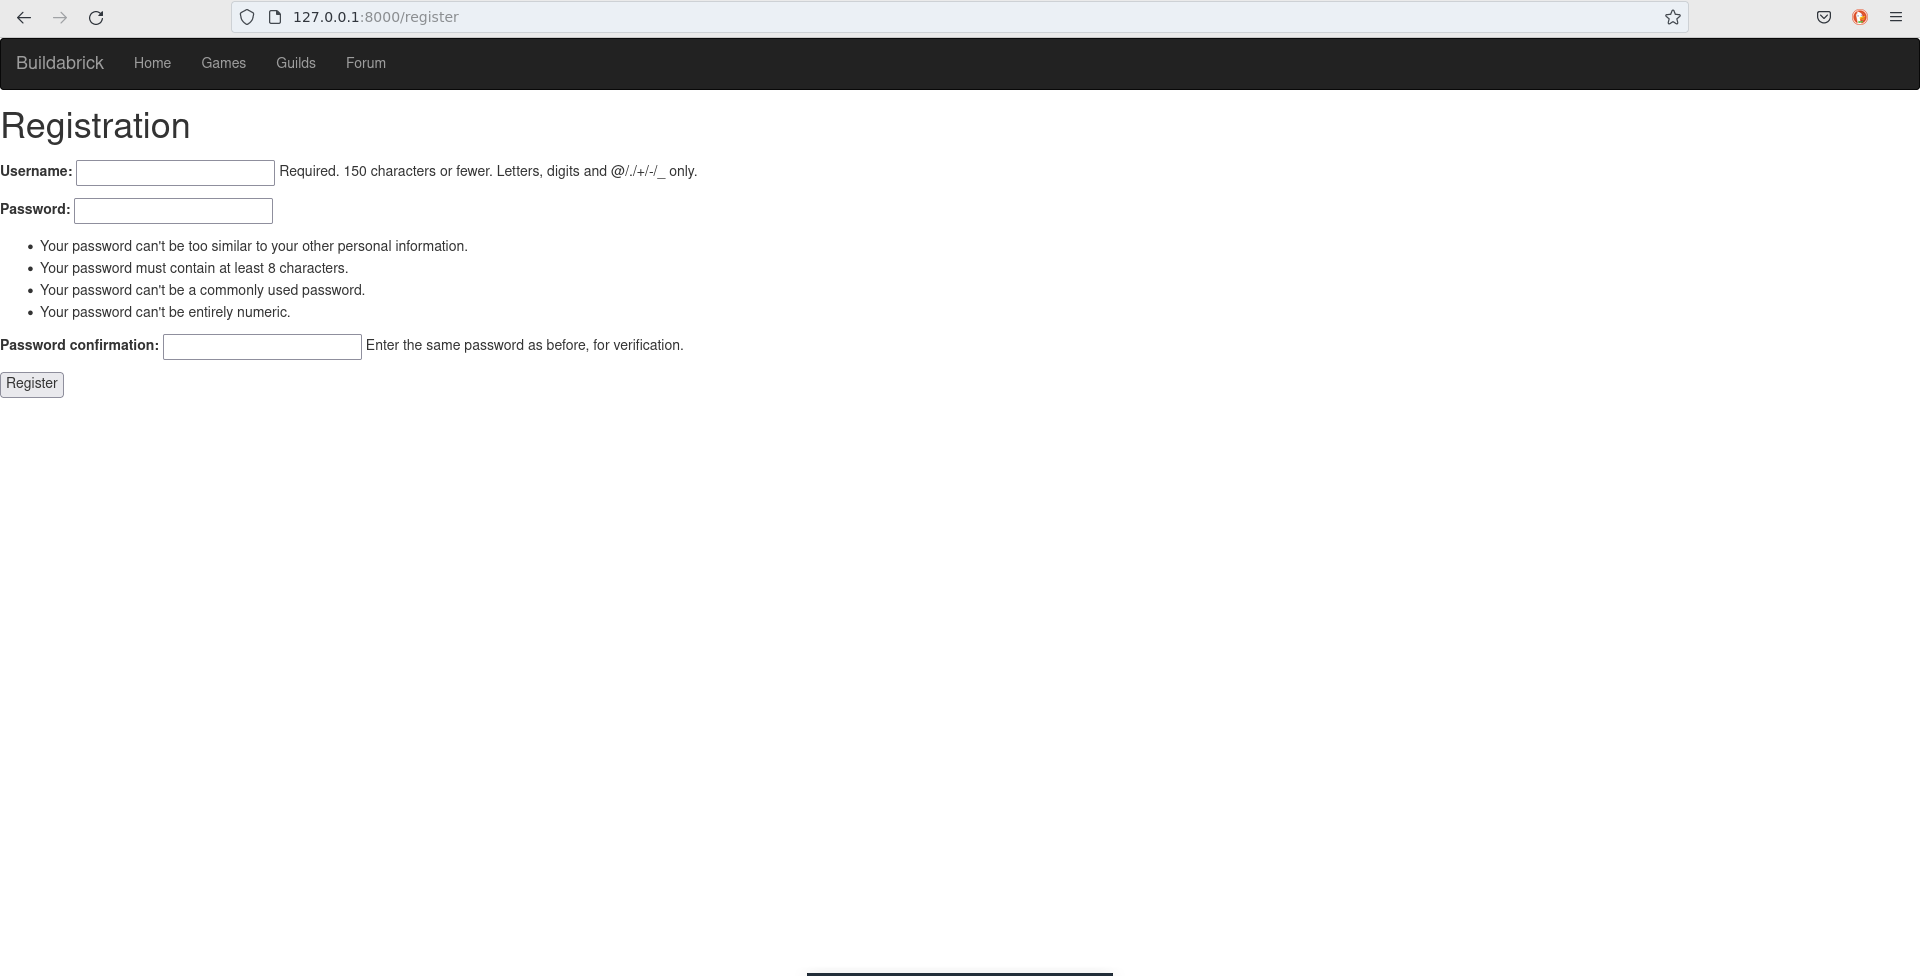 127.0.0.1:8000/register
Buildabrick Home Games Guilds Forum
Registration
Username: Required. 150 characters or fewer. Letters, digits and @/./+/-/_ only.
Password:
• Your password can't be too similar to your other personal information.
• Your password must contain at least 8 characters.
• Your password can't be a commonly used password.
• Your password can't be entirely numeric.
Password confirmation: Enter the same password as before, for verification.
Register